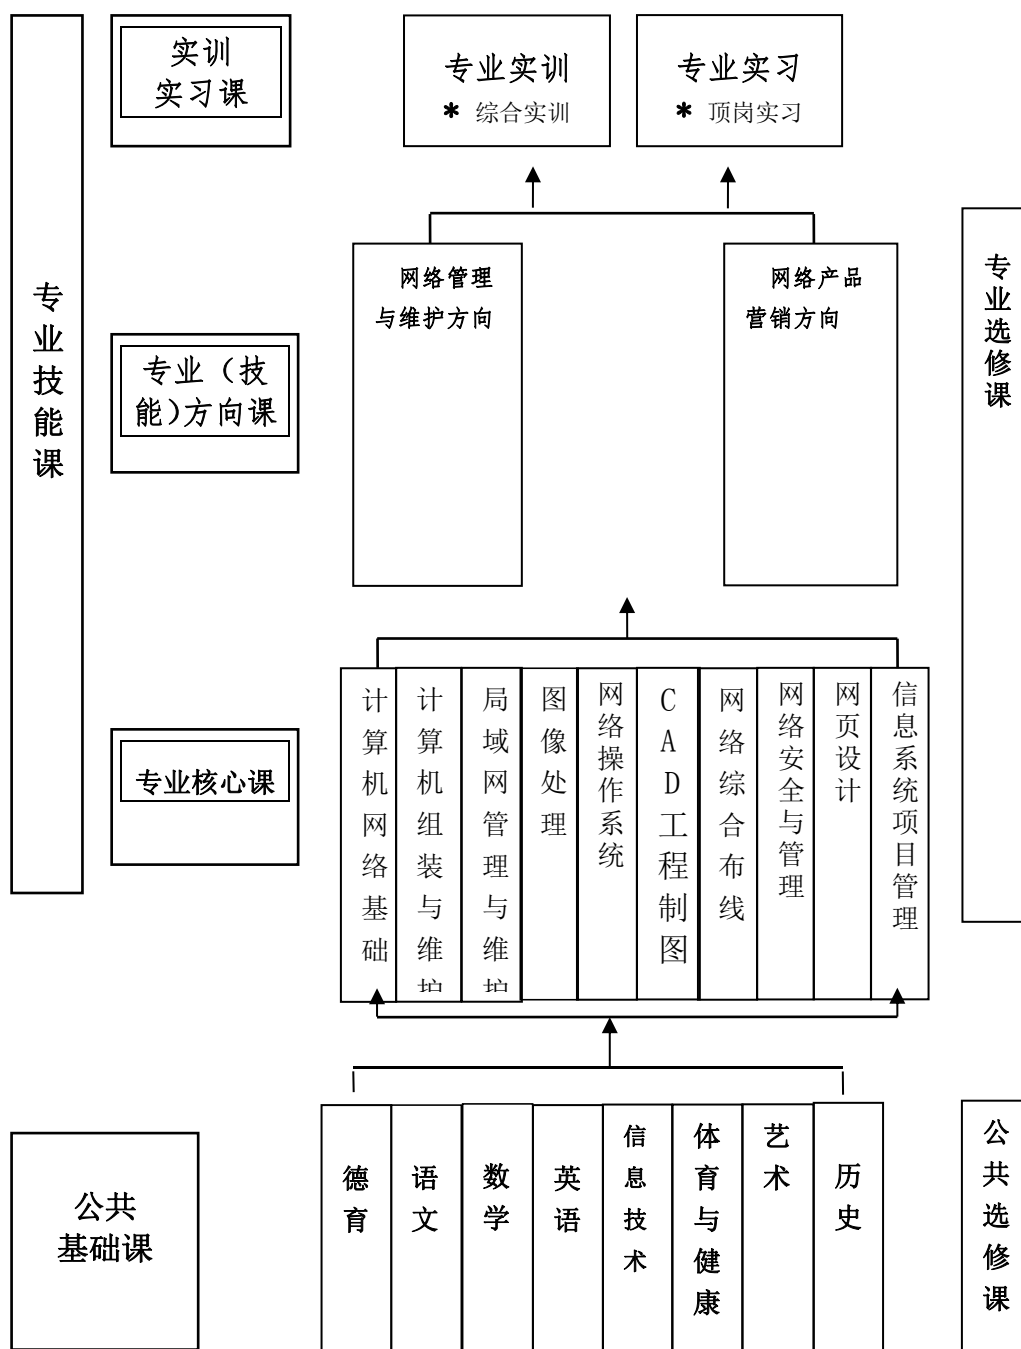 专业技能课
实训
实习课
专业实训
* 综合实训
专业实习
* 顶岗实习
专业（技
能）方向课
网络管理
与维护方向
网络产品
营销方向
专业选修课
专业核心课
计算机网络基础
计算机组装与维护
局域网管理与维护
图像处理
网络操作系统
CAD工程制图
网络综合布线
网络安全与管理
网页设计
信息系统项目管理
公共
基础课
德育
语文
数学
英语
信息技术
体育与健康
艺术
历史
公共选修课